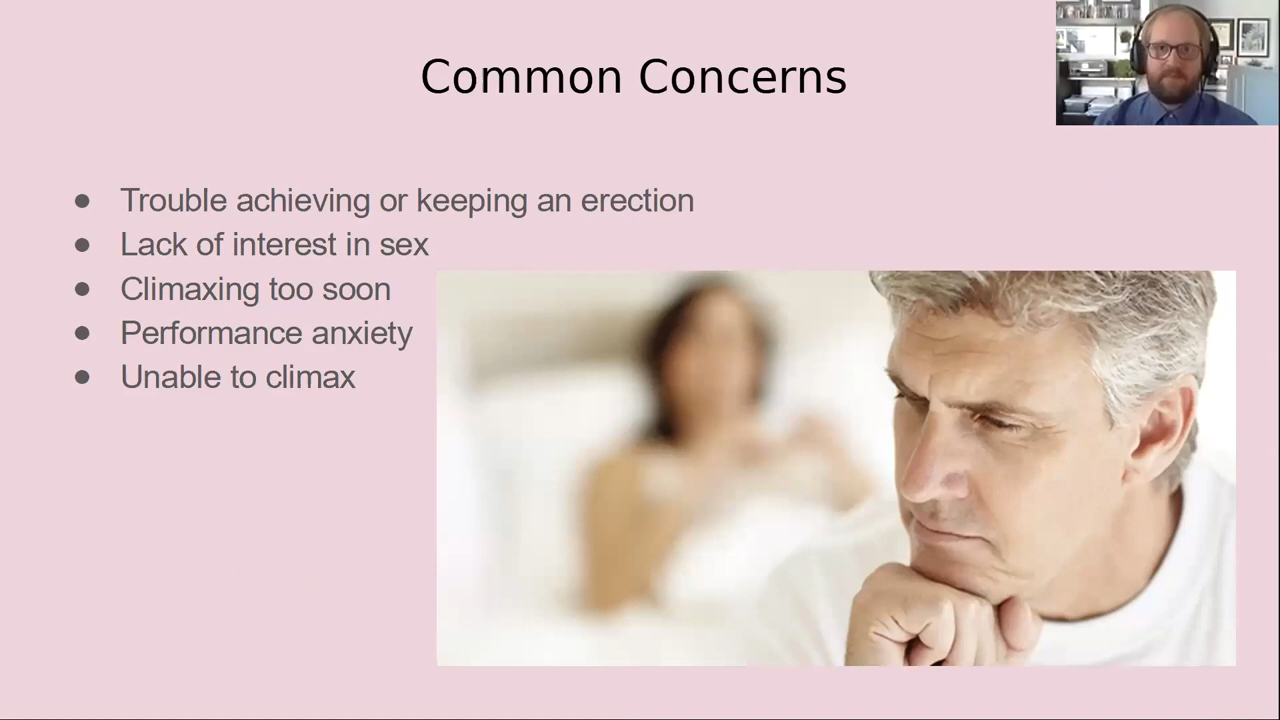 Common Concerns
● Trouble achieving or keeping an erection
● Lack of interest in sex
● Climaxing too soon
● Performance anxiety
● Unable to climax